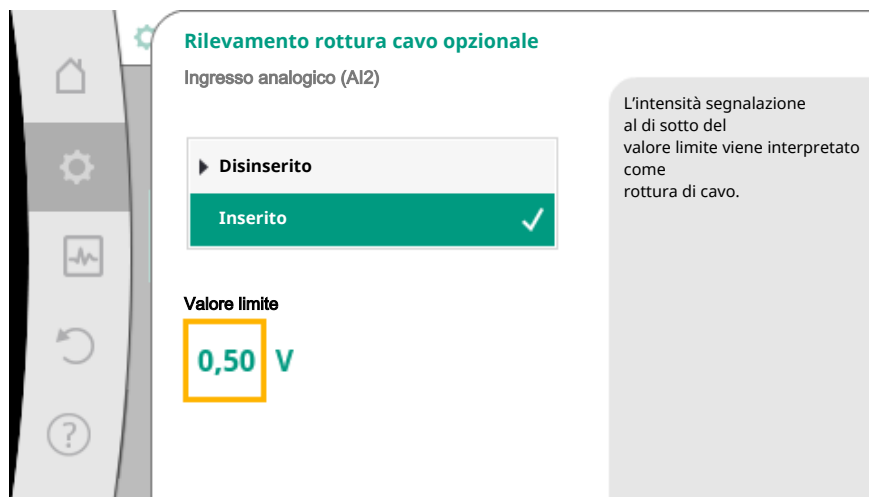 Rilevamento rottura cavo opzionale
Ingresso analogico (AI2)
Disinserito
Inserito
Valore limite
0,50 V
L'intensità segnalazione
al di sotto del
valore limite viene interpretato
come
rottura di cavo.
?